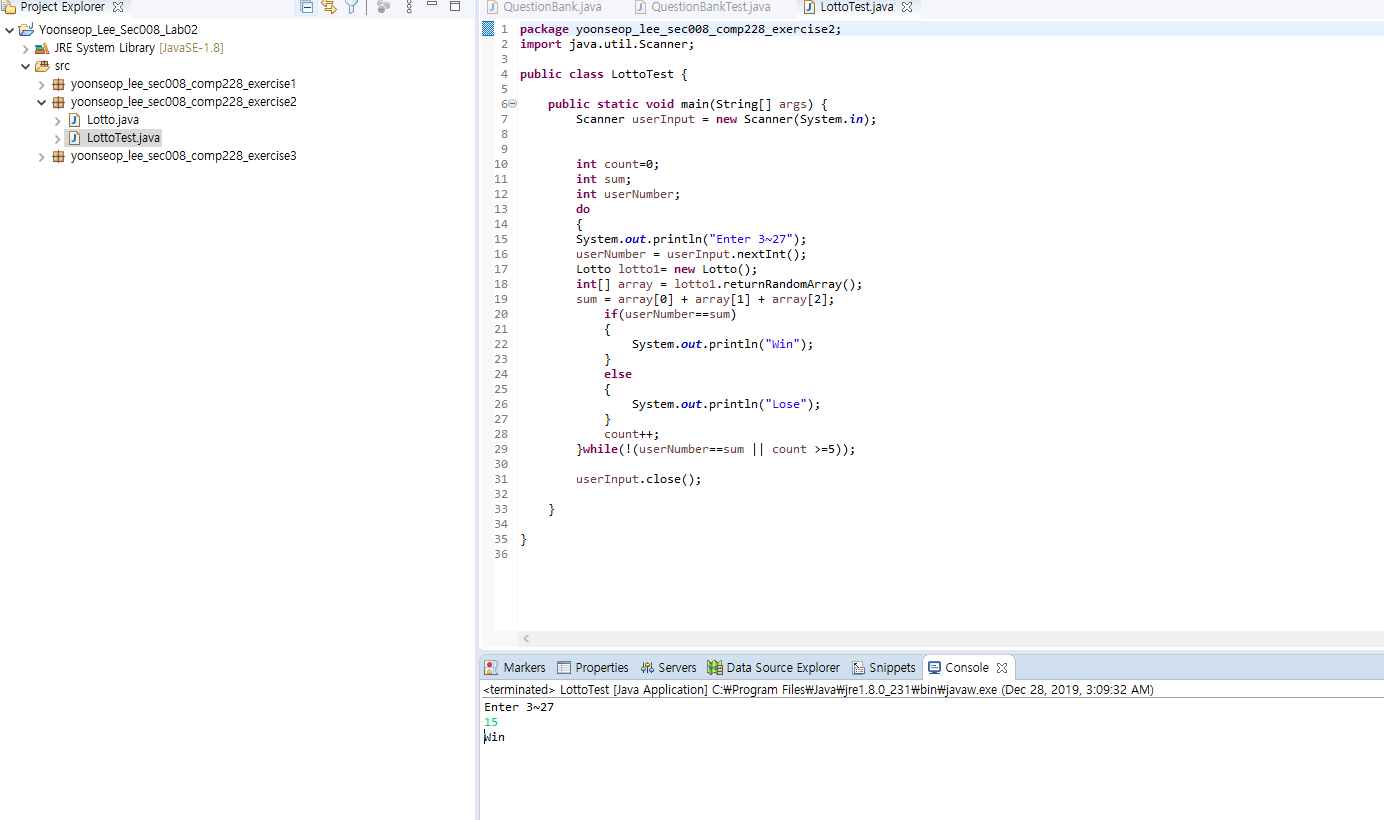 Project Explorer
Yoonseop_Lee_Sec008_Lab02
JRE System Library [JavaSE-1.8]
src
yoonseop_lee_sec008_comp228_exercise1
yoonseop_lee_sec008_comp228_exercise2
Lotto.java
LottoTest.java
yoonseop_lee_sec008_comp228_exercise3
QuestionBank.java QuestionBankTest.java LottoTest.java
1 package yoonseop_lee_sec008_comp228_exercise2;
2 import java.util.Scanner;
3
4 public class LottoTest {
5
6     public static void main(String[] args) {
7         Scanner userInput = new Scanner(System.in);
8
9
10         int count=0;
11         int sum;
12         int userNumber;
13         do
14         {
15         System.out.println("Enter 3~27");
16         userNumber = userInput.nextInt();
17         Lotto lotto1= new Lotto();
18         int[] array = lotto1.returnRandomArray();
19         sum = array[0] + array[1] + array[2];
20             if(userNumber==sum)
21             {
22                 System.out.println("Win");
23             }
24             else
25             {
26                 System.out.println("Lose");
27             }
28             count++;
29         }while(!(userNumber==sum || count >=5));
30
31         userInput.close();
32
33     }
34
35 }
36
Markers Properties Servers Data Source Explorer Snippets Console
<terminated> LottoTest [Java Application] C:₩Program Files₩Java₩jre1.8.0_231₩bin₩javaw.exe (Dec 28, 2019, 3:09:32 AM)
Enter 3~27
15
Win